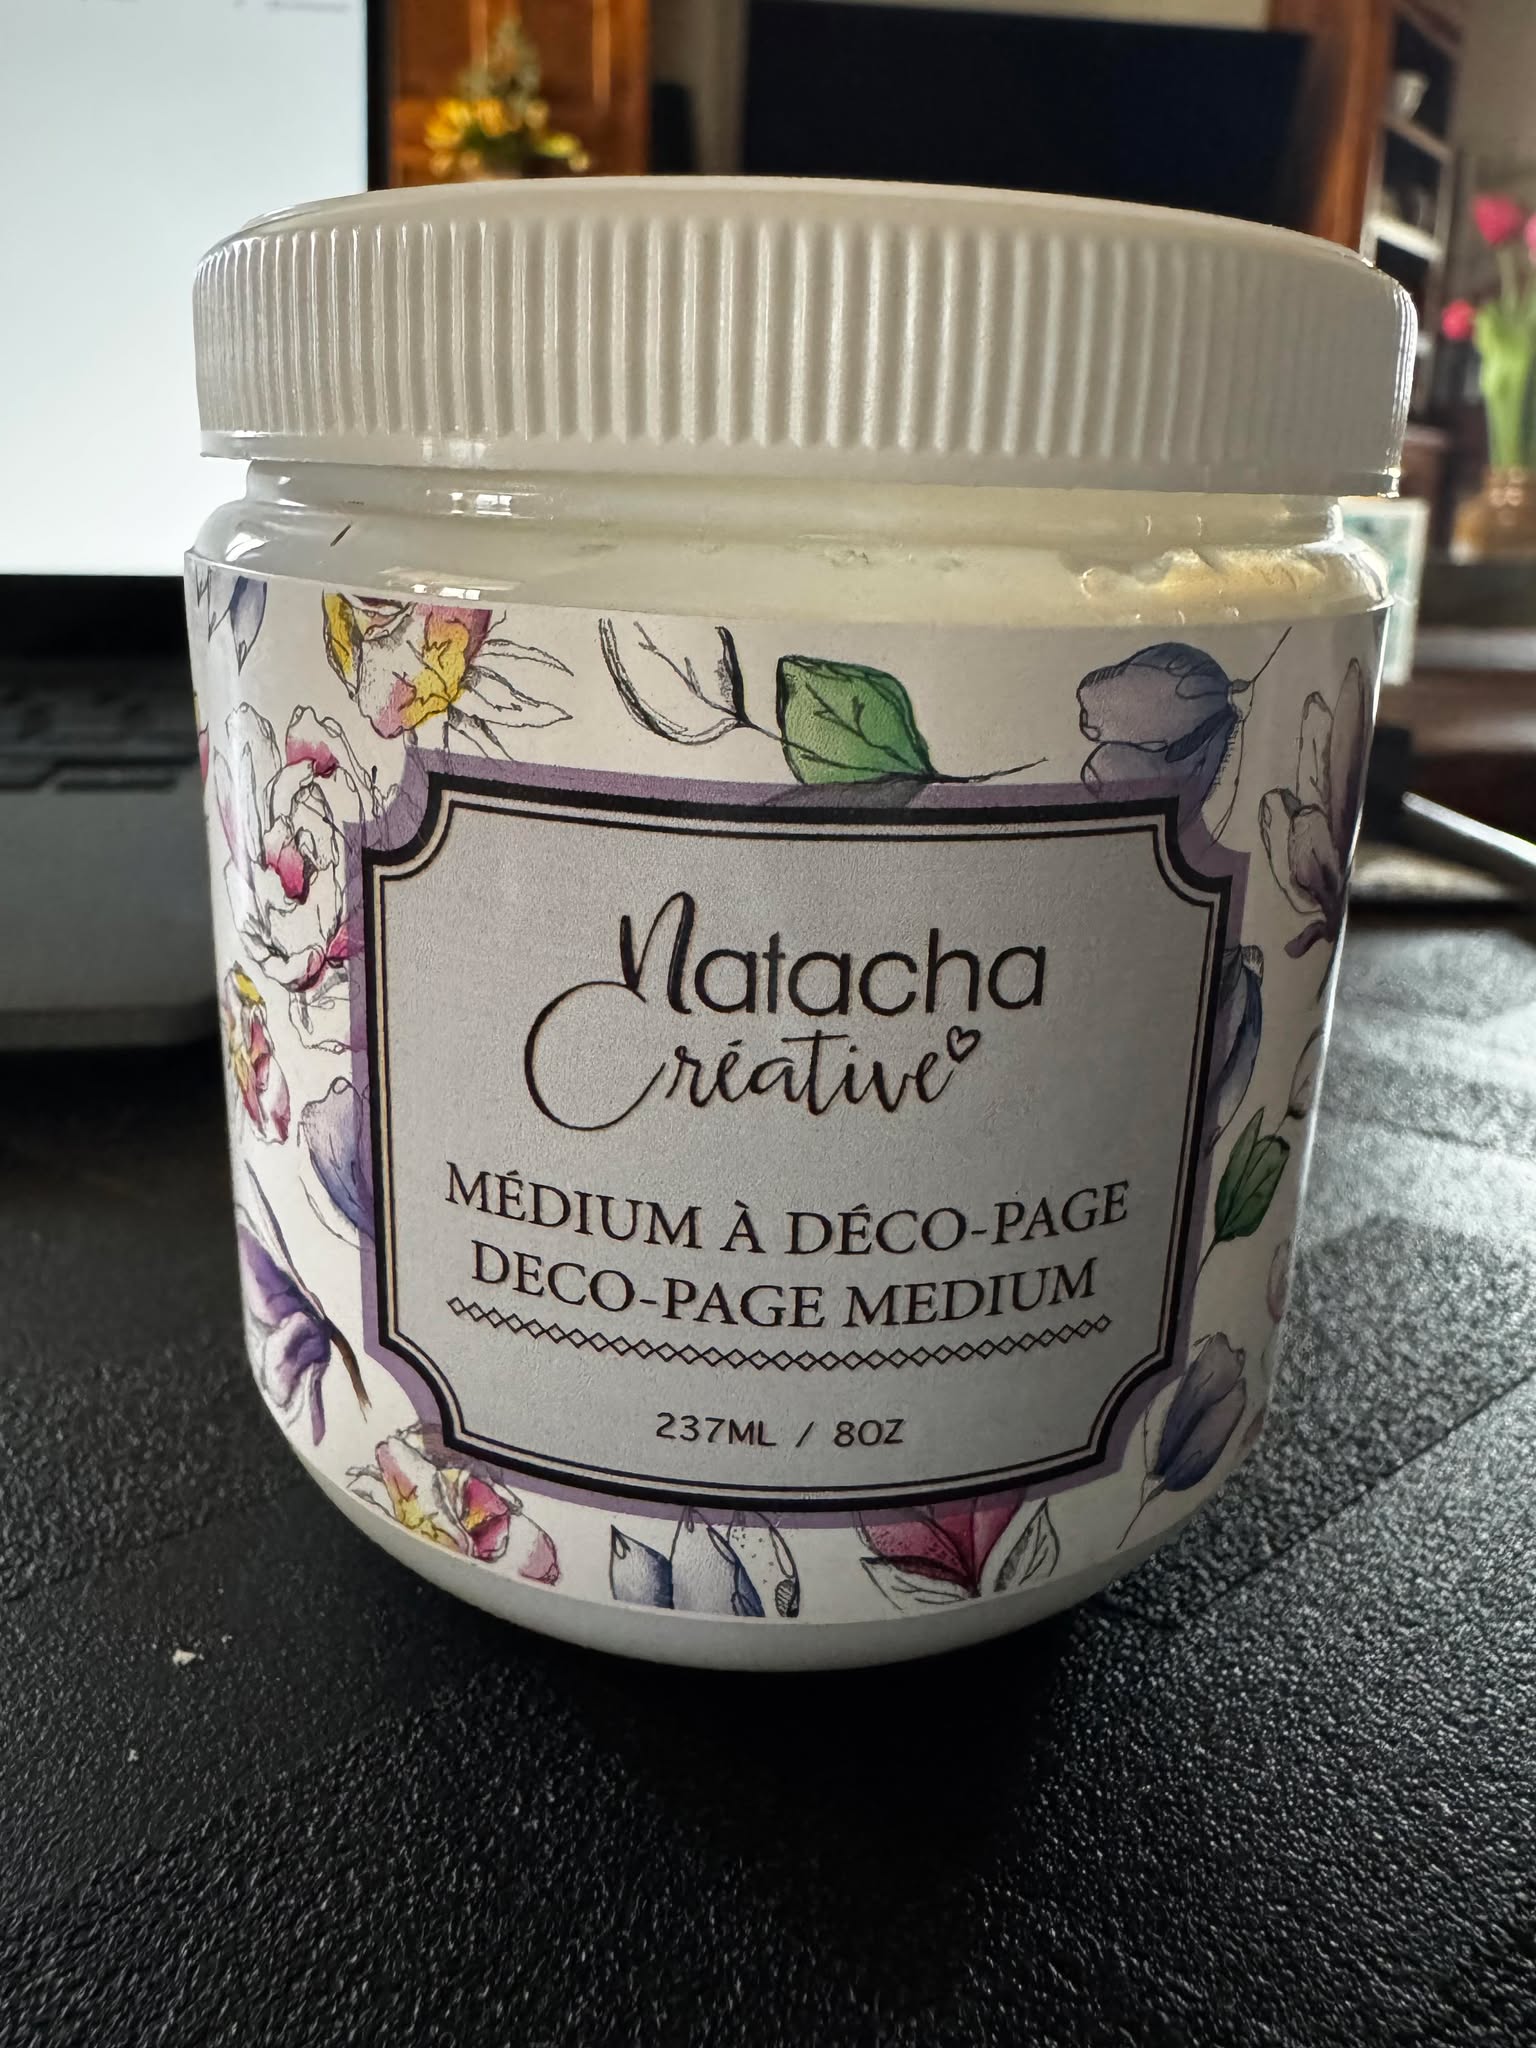 Natacha
Créative
MÉDIUM À DÉCO-PAGE
DECO-PAGE MEDIUM
237ML / 8OZ